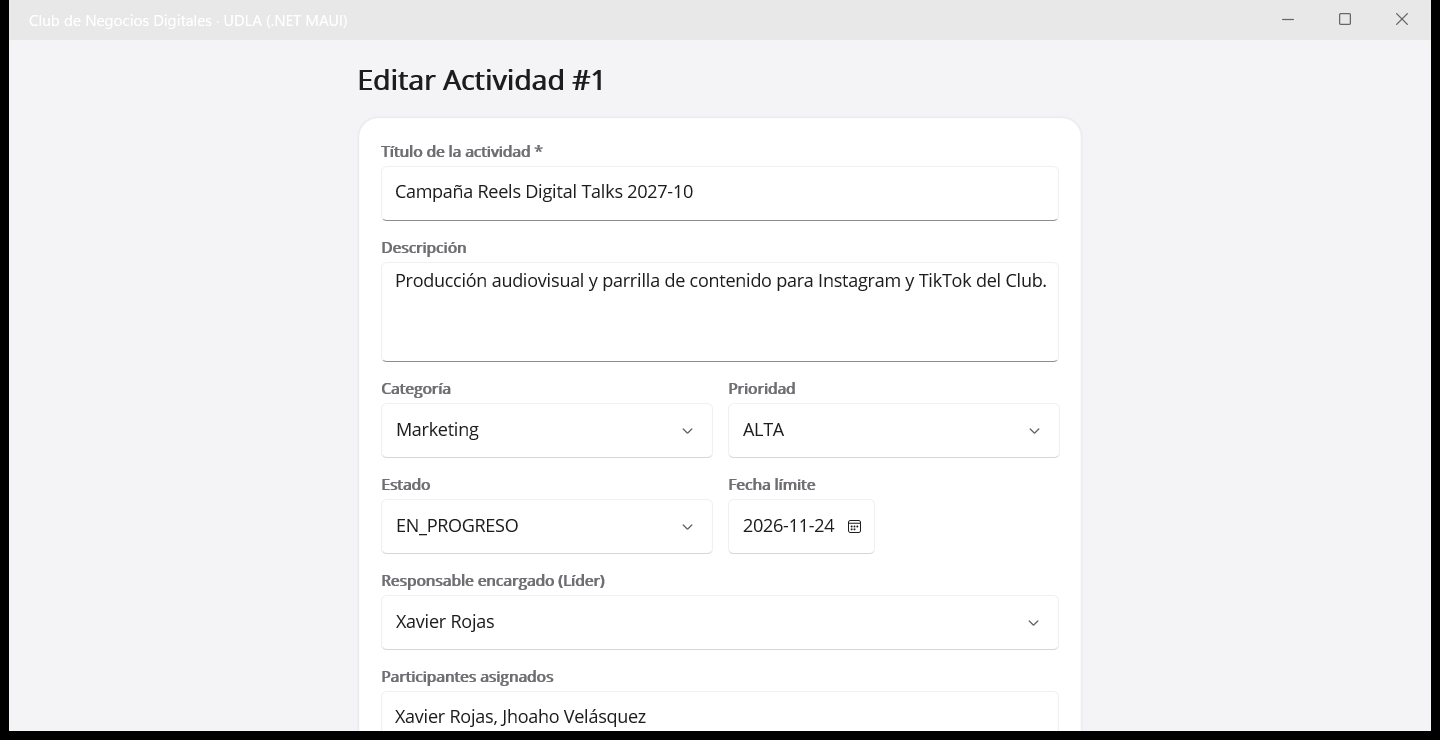 Club de Negocios Digitales · UDLA (.NET MAUI)
Editar Actividad #1
Título de la actividad *
Campaña Reels Digital Talks 2027-10
Descripción
Producción audiovisual y parrilla de contenido para Instagram y TikTok del Club.
Categoría Prioridad
Marketing ALTA
Estado Fecha límite
EN_PROGRESO 2026-11-24
Responsable encargado (Líder)
Xavier Rojas
Participantes asignados
Xavier Rojas, Jhoaho Velásquez